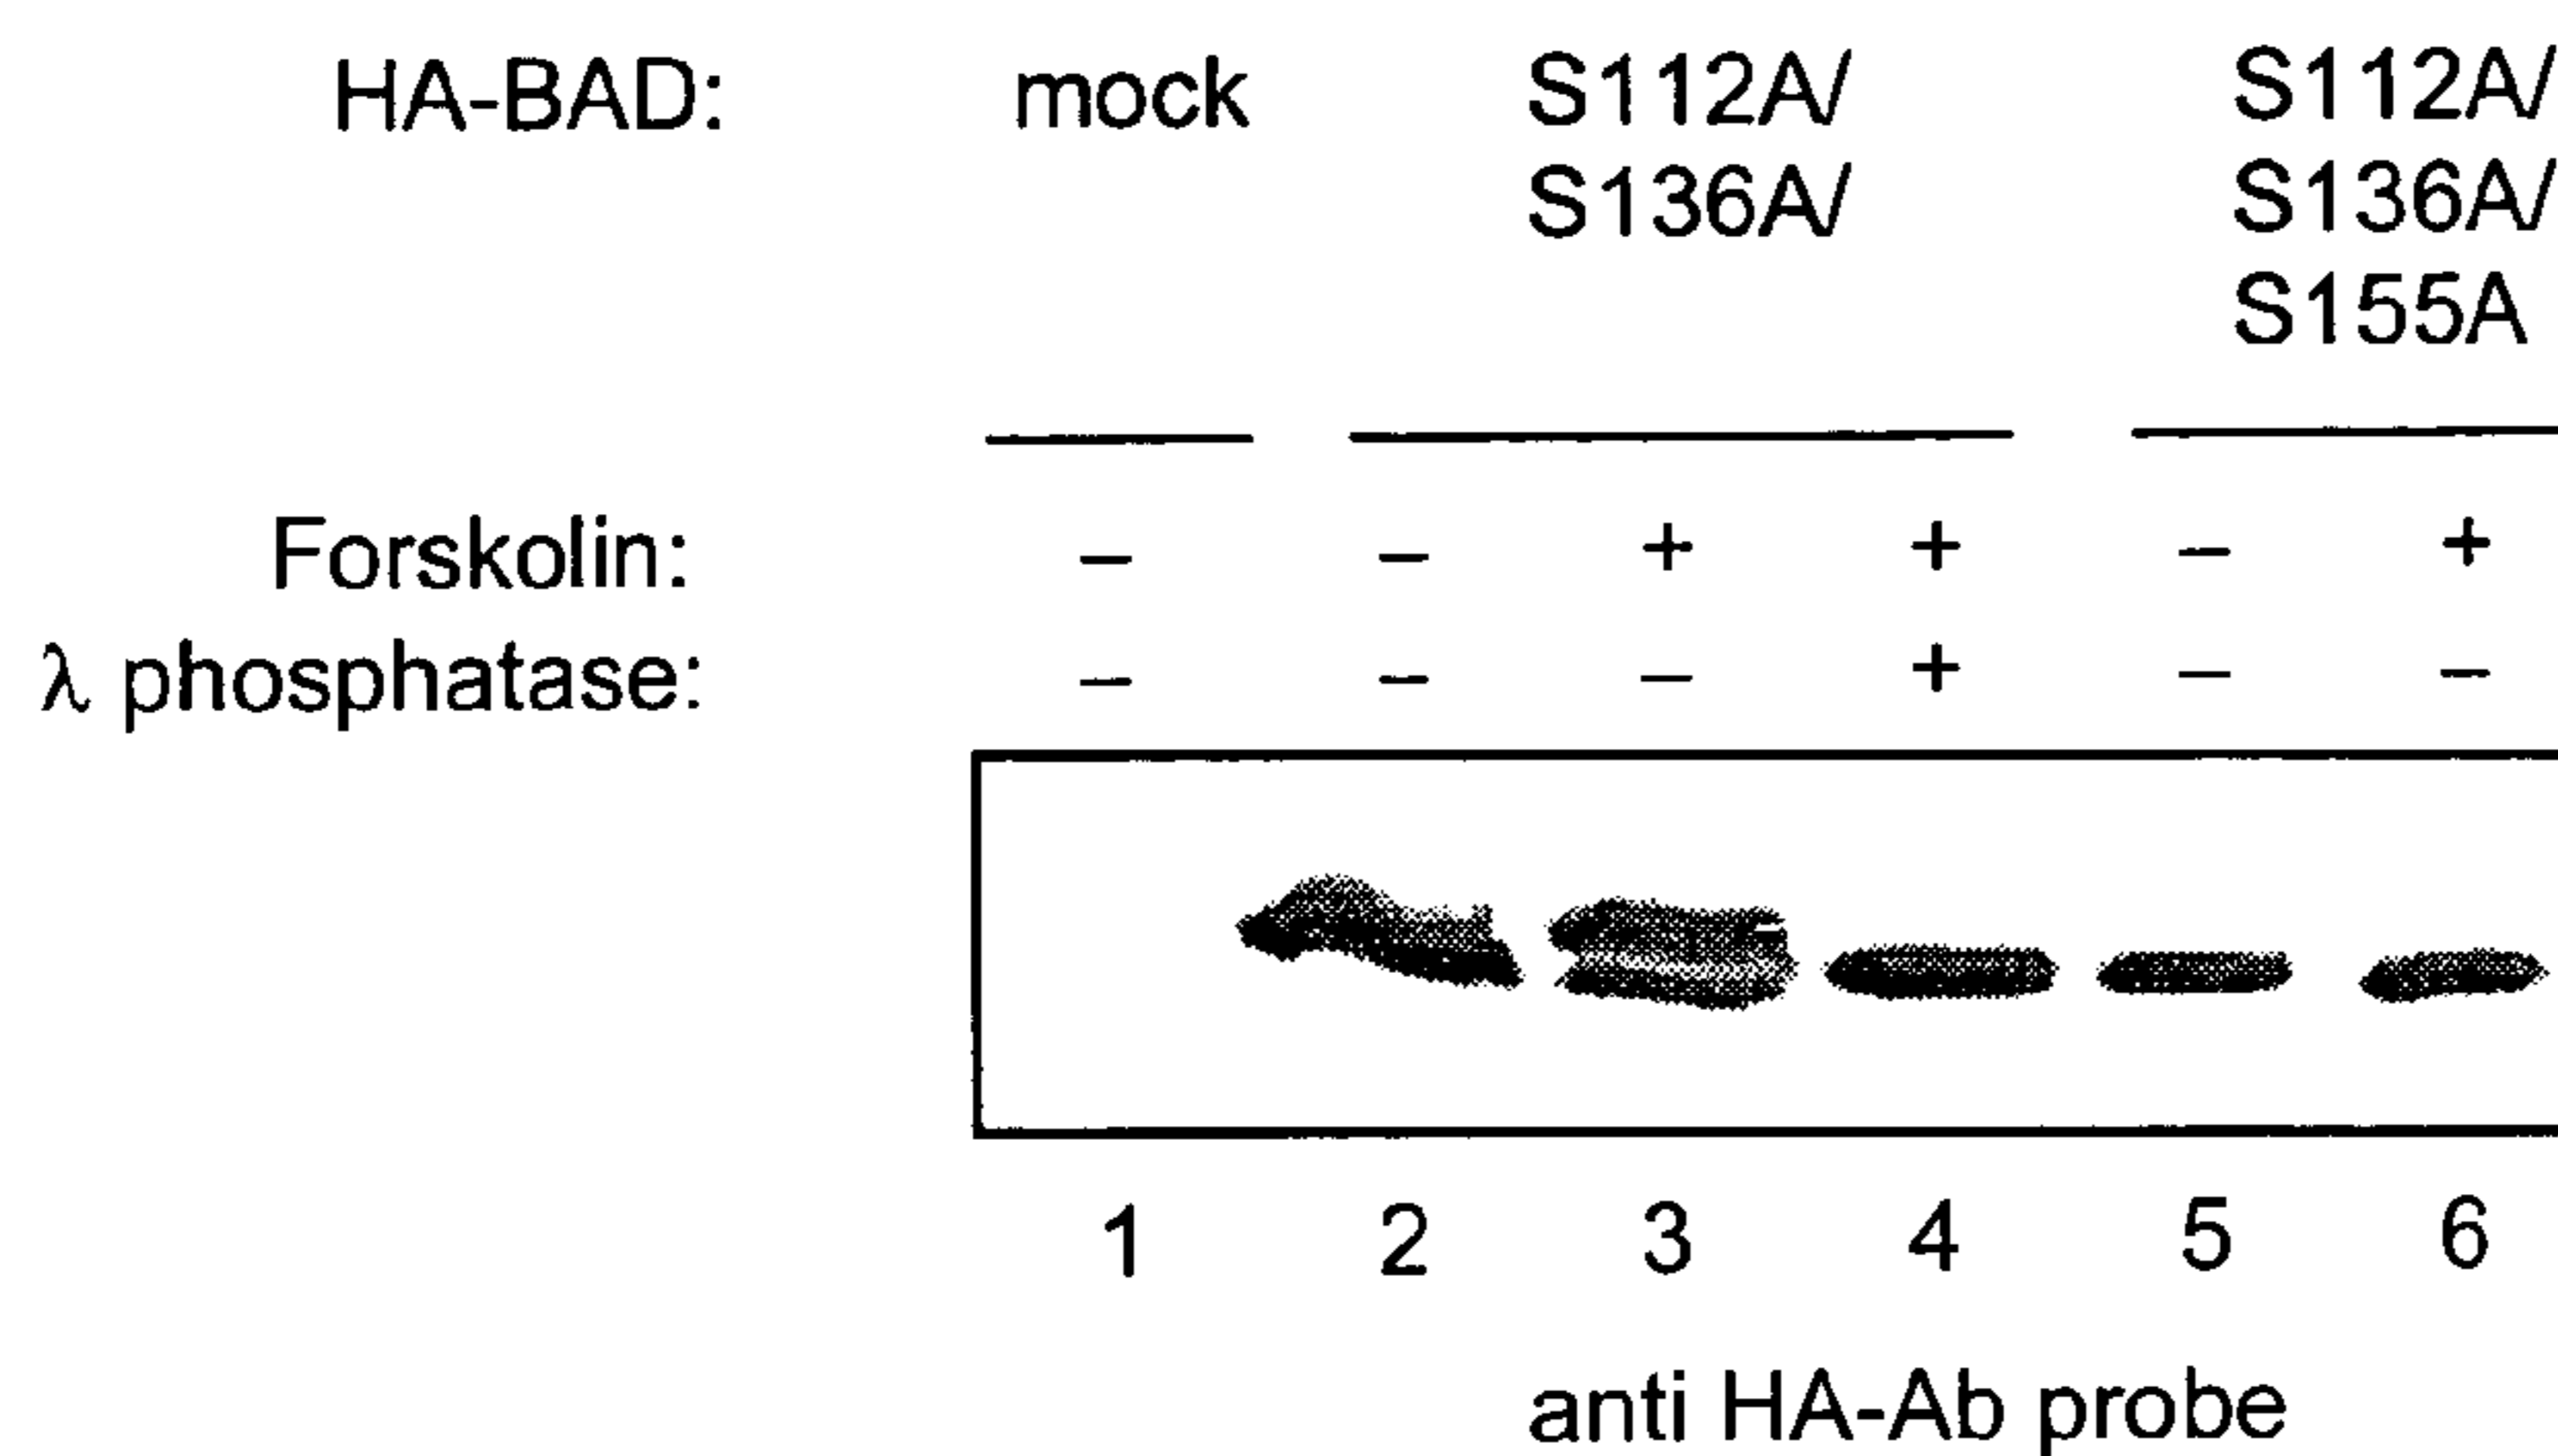 HA-BAD: mock S112A/ S112A/
S136A/ S136A/
S155A
Forskolin: – – + + – +
λ phosphatase: – – – + – –
1 2 3 4 5 6
anti HA-Ab probe